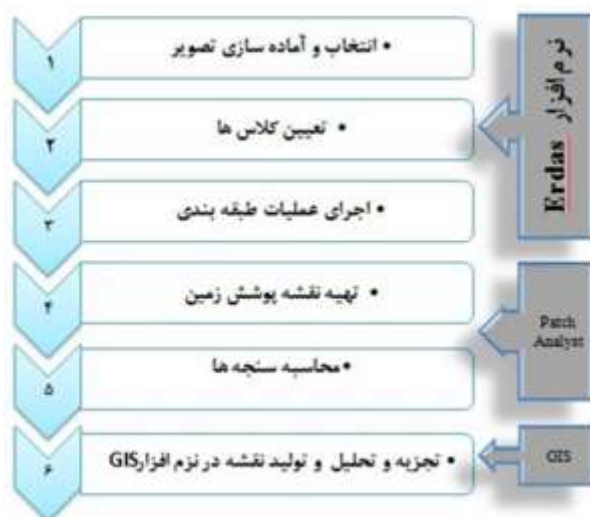 ۱
• انتخاب و آماده سازی تصویر
۲
• تعیین کلاس ها
۳
• اجرای عملیات طبقه بندی
۴
• تهیه نقشه پوشش زمین
۵
• محاسبه سنجه ها
۶
• تجزیه و تحلیل و تولید نقشه در نرم افزارGIS
نرم افزار Erdas
Patch
Analyst
GIS